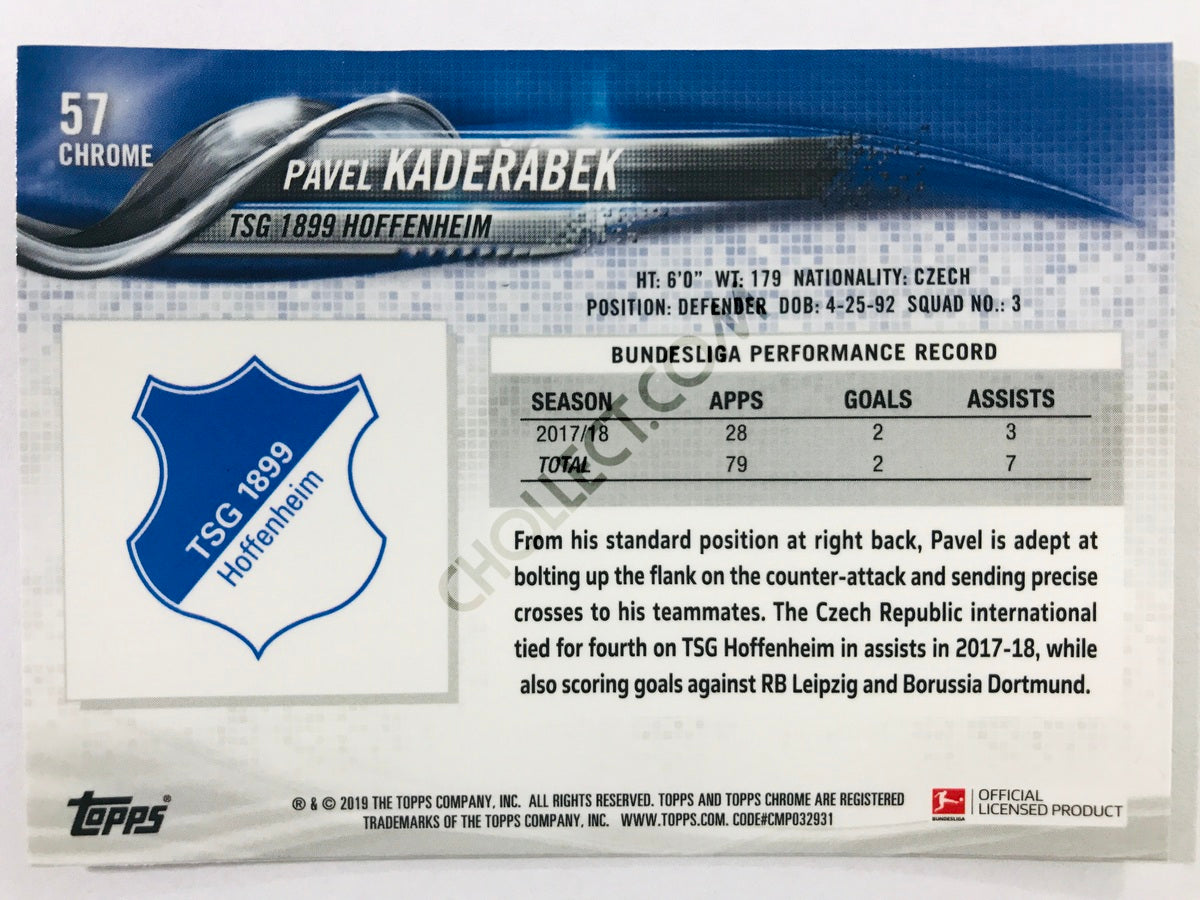 57
CHROME
PAVEL KADEŘÁBEK
TSG 1899 HOFFENHEIM
HT: 6'0" WT: 179 NATIONALITY: CZECH
POSITION: DEFENDER DOB: 4-25-92 SQUAD NO.: 3
BUNDESLIGA PERFORMANCE RECORD
SEASON APPS GOALS ASSISTS
2017/18 28 2 3
TOTAL 79 2 7
TSG 1899
Hoffenheim
From his standard position at right back, Pavel is adept at
bolting up the flank on the counter-attack and sending precise
crosses to his teammates. The Czech Republic international
tied for fourth on TSG Hoffenheim in assists in 2017-18, while
also scoring goals against RB Leipzig and Borussia Dortmund.
CHOLLECT.COM
topps®
® & © 2019 THE TOPPS COMPANY, INC. ALL RIGHTS RESERVED. TOPPS AND TOPPS CHROME ARE REGISTERED
TRADEMARKS OF THE TOPPS COMPANY, INC. WWW.TOPPS.COM. CODE#CMP032931
BUNDESLIGA
OFFICIAL
LICENSED PRODUCT